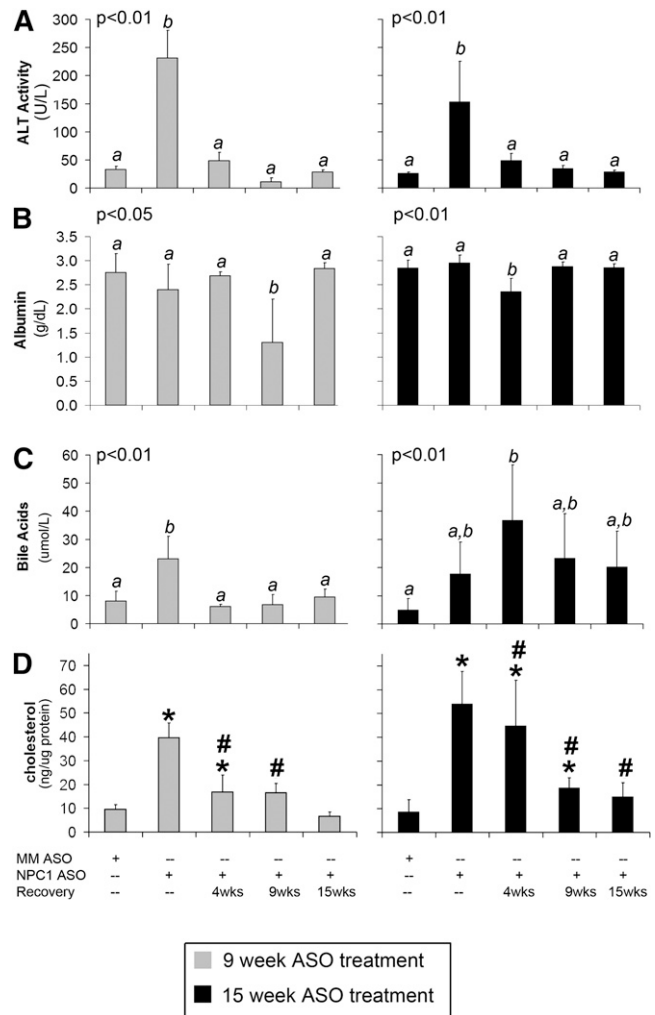 A
p<0.01
p<0.01
ALT Activity
(U/L)
300
250
200
150
100
50
0
a
b
a
a
a
a
b
a
a
a
B
p<0.05
p<0.01
Albumin
(g/dL)
3.5
3.0
2.5
2.0
1.5
1.0
0.5
0.0
a
a
a
b
a
a
a
b
a
a
C
p<0.01
p<0.01
Bile Acids
(umol/L)
60
50
40
30
20
10
0
a
b
a
a
a
a
a,b
b
a,b
a,b
D
cholesterol
(ng/ug protein)
70
60
50
40
30
20
10
0
*
#
*
#
*
#
*
#
*
#
MM ASO + -- -- -- -- + -- -- -- --
NPC1 ASO -- + + + + -- + + + +
Recovery -- -- 4wks 9wks 15wks -- -- 4wks 9wks 15wks
9 week ASO treatment
15 week ASO treatment